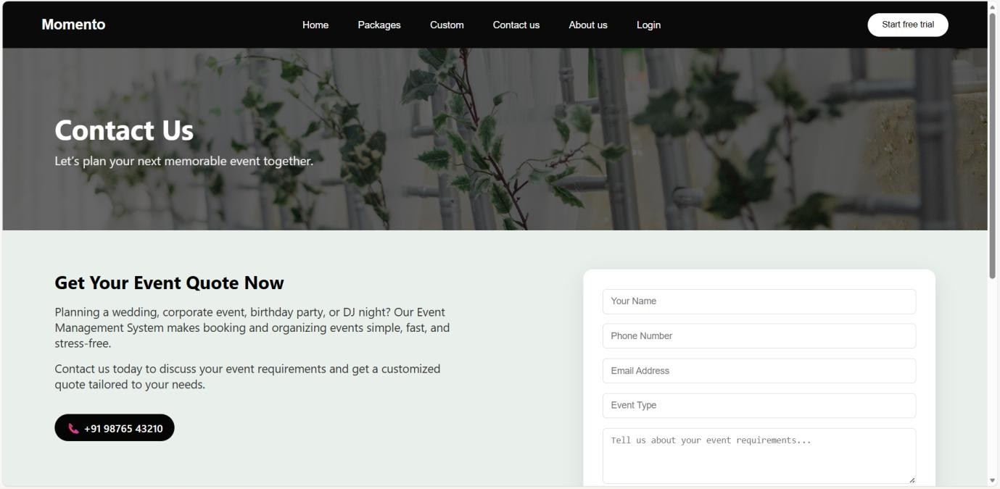 Momento
Home
Packages
Custom
Contact us
About us
Login
Start free trial
Contact Us
Let's plan your next memorable event together.
Get Your Event Quote Now
Planning a wedding, corporate event, birthday party, or DJ night? Our Event
Management System makes booking and organizing events simple, fast, and
stress-free.
Contact us today to discuss your event requirements and get a customized
quote tailored to your needs.
+91 98765 43210
Your Name
Phone Number
Email Address
Event Type
Tell us about your event requirements...